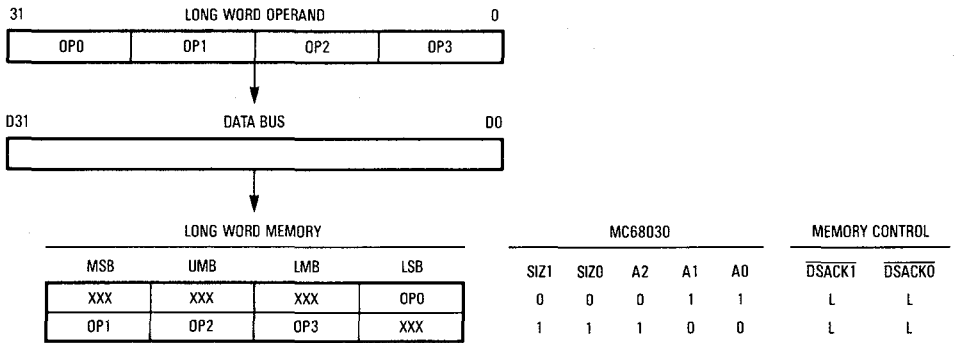 31 LONG WORD OPERAND 0
OP0 OP1 OP2 OP3
D31 DATA BUS D0
LONG WORD MEMORY MC68030 MEMORY CONTROL
MSB UMB LMB LSB SIZ1 SIZ0 A2 A1 A0 DSACK1 DSACK0
XXX XXX XXX OP0 0 0 0 1 1 L L
OP1 OP2 OP3 XXX 1 1 1 0 0 L L